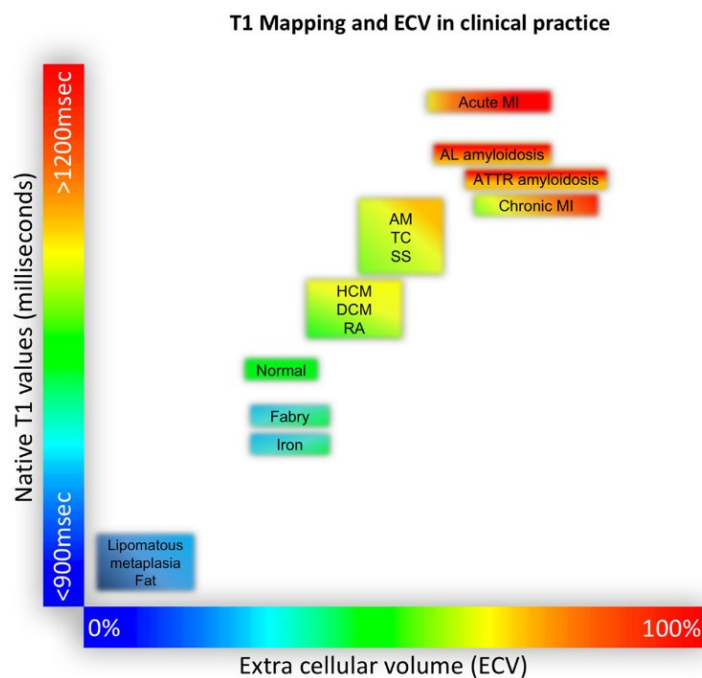 T1 Mapping and ECV in clinical practice
Native T1 values (milliseconds)
>1200msec
<900msec
Acute MI
AL amyloidosis
ATTR amyloidosis
Chronic MI
AM
TC
SS
HCM
DCM
RA
Normal
Fabry
Iron
Lipomatous
metaplasia
Fat
0%
100%
Extra cellular volume (ECV)